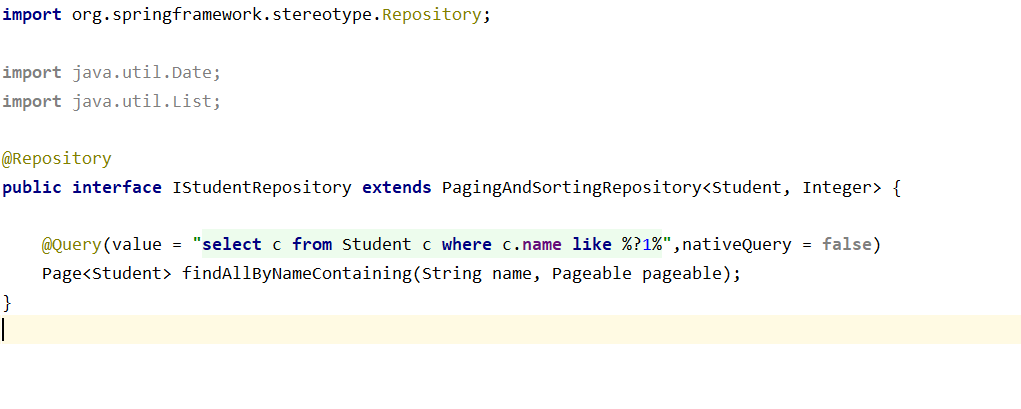 import org.springframework.stereotype.Repository;
import java.util.Date;
import java.util.List;
@Repository
public interface IStudentRepository extends PagingAndSortingRepository<Student, Integer> {
@Query(value = "select c from Student c where c.name like %?1%",nativeQuery = false)
Page<Student> findAllByNameContaining(String name, Pageable pageable);
}